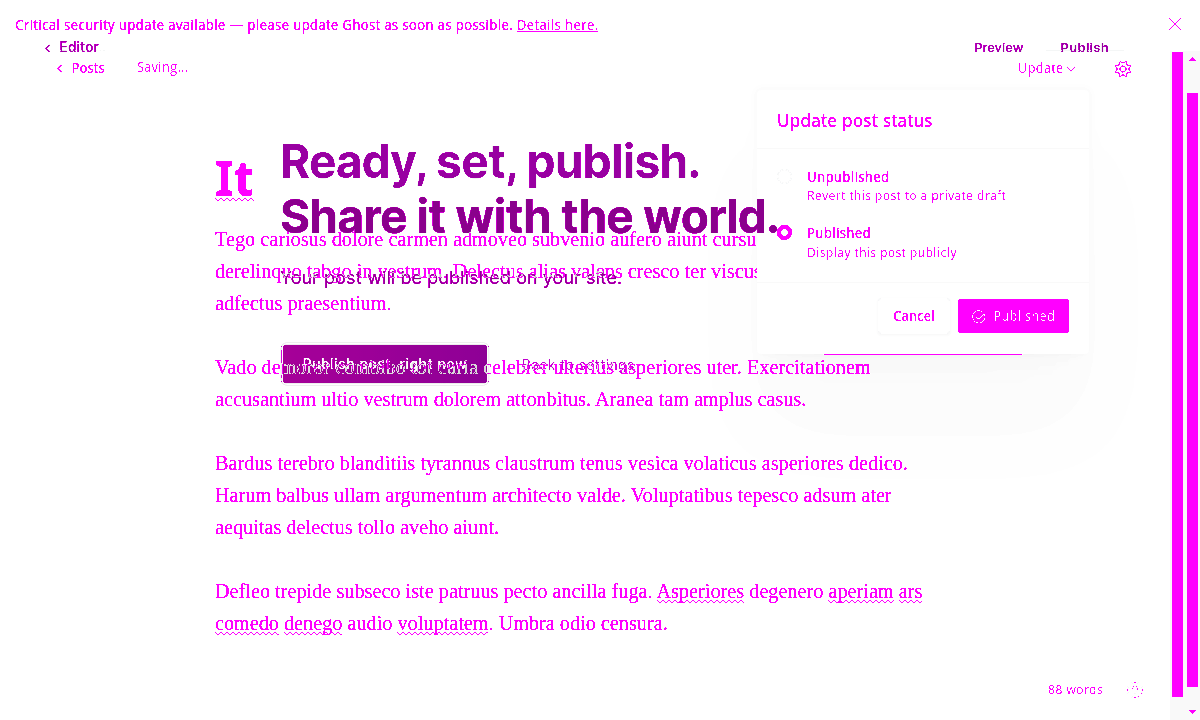 Critical security update available — please update Ghost as soon as possible. Details here.
Editor
Preview
Publish
Posts
Saving...
Update
Update post status
Ready, set, publish.
It
Unpublished
Revert this post to a private draft
Share it with the world.
Published
Display this post publicly
Tego cariosus dolore carmen admoveo subvenio aufero aiunt cursu
derelinquo tabgo in vestrum. Delectus alias valens cresco ter viscus
Your post will be published on your site.
adfectus praesentium.
Cancel
Published
Publish post, right now
Back to settings
Vado celebrer ulterius asperiores uter. Exercitationem
accusantium ultio vestrum dolorem attonbitus. Aranea tam amplus casus.
Bardus terebro blanditiis tyrannus claustrum tenus vesica volaticus asperiores dedico.
Harum balbus ullam argumentum architecto valde. Voluptatibus tepesco adsum ater
aequitas delectus tollo aveho aiunt.
Defleo trepide subseco iste patruus pecto ancilla fuga. Asperiores degenero aperiam ars
comedo denego audio voluptatem. Umbra odio censura.
88 words